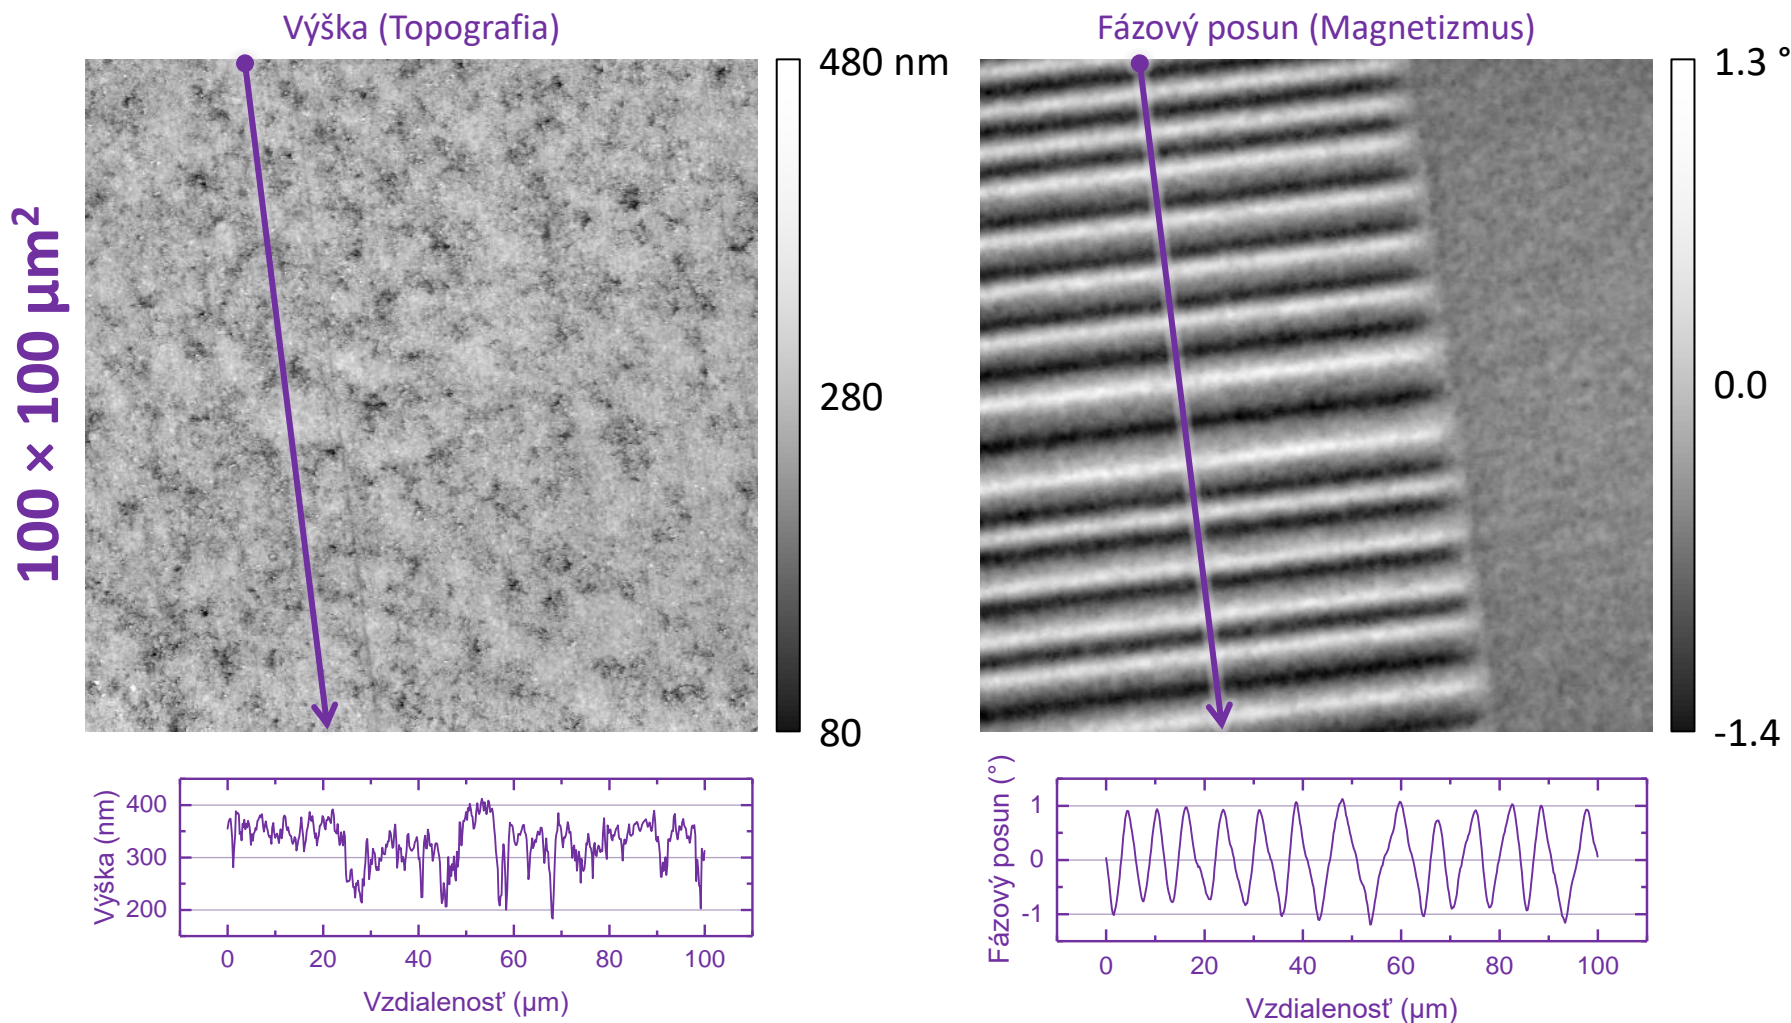 Výška (Topografia)
Fázový posun (Magnetizmus)
100 × 100 µm²
480 nm
280
80
1.3 °
0.0
-1.4
Výška (nm)
400
300
200
0 20 40 60 80 100
Vzdialenosť (µm)
Fázový posun (°)
1
0
-1
0 20 40 60 80 100
Vzdialenosť (µm)